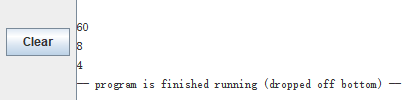 60
Clear
8
4
— program is finished running (dropped off bottom) —